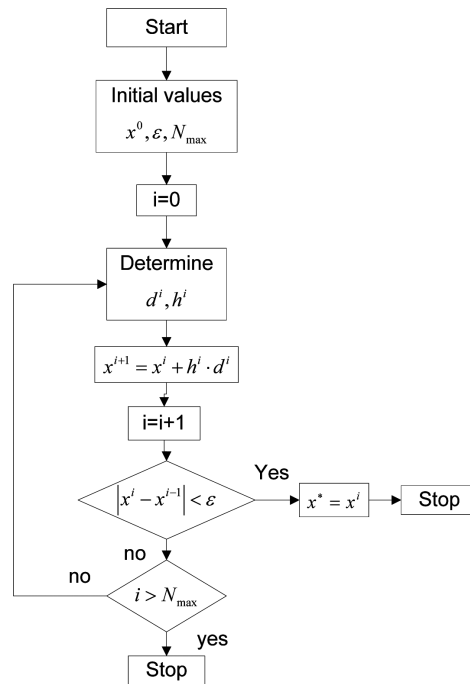 Start
Initial values
x⁰, ε, N_max
i=0
Determine
dⁱ, hⁱ
xⁱ⁺¹ = xⁱ + hⁱ · dⁱ
i=i+1
|xⁱ − xⁱ⁻¹| < ε
Yes
x* = xⁱ
Stop
no
no
i > N_max
yes
Stop